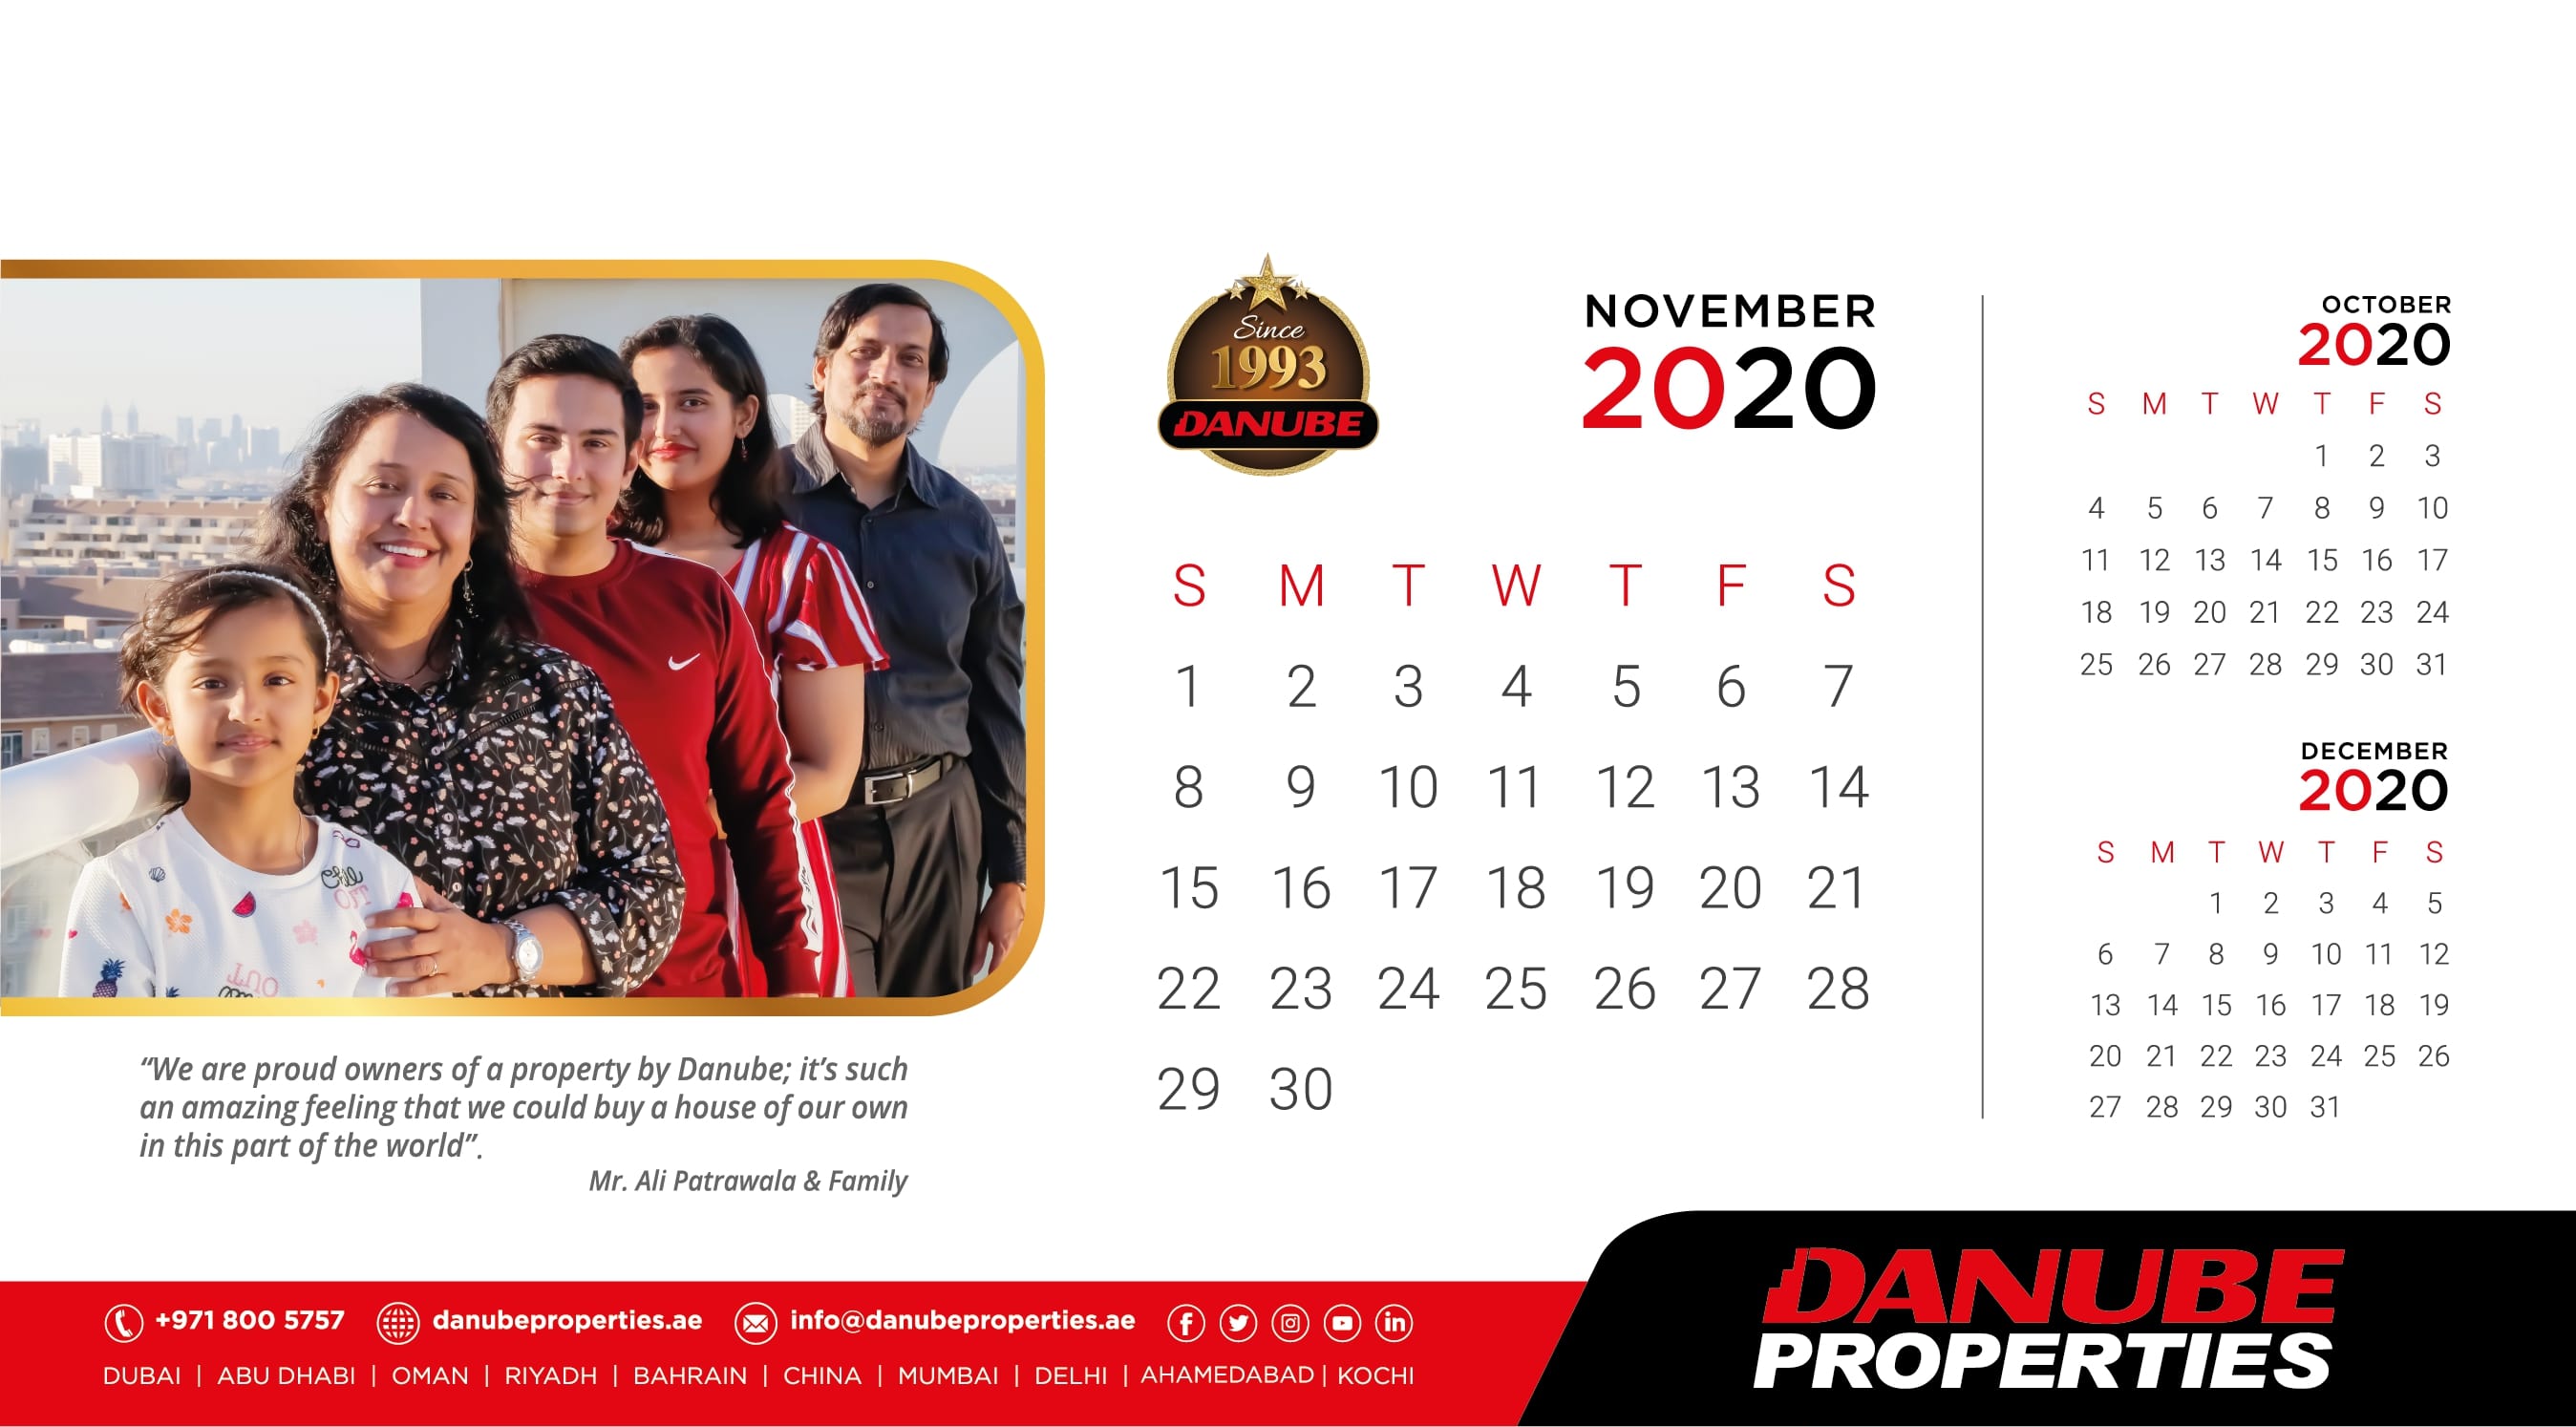 Since
1993
DANUBE
NOVEMBER
2020
S M T W T F S
1 2 3 4 5 6 7
8 9 10 11 12 13 14
15 16 17 18 19 20 21
22 23 24 25 26 27 28
29 30
OCTOBER
2020
S M T W T F S
1 2 3
4 5 6 7 8 9 10
11 12 13 14 15 16 17
18 19 20 21 22 23 24
25 26 27 28 29 30 31
DECEMBER
2020
S M T W T F S
1 2 3 4 5
6 7 8 9 10 11 12
13 14 15 16 17 18 19
20 21 22 23 24 25 26
27 28 29 30 31
“We are proud owners of a property by Danube; it’s such
an amazing feeling that we could buy a house of our own
in this part of the world”.
Mr. Ali Patrawala & Family
+971 800 5757 danubeproperties.ae info@danubeproperties.ae
DUBAI | ABU DHABI | OMAN | RIYADH | BAHRAIN | CHINA | MUMBAI | DELHI | AHAMEDABAD | KOCHI
DANUBE
PROPERTIES